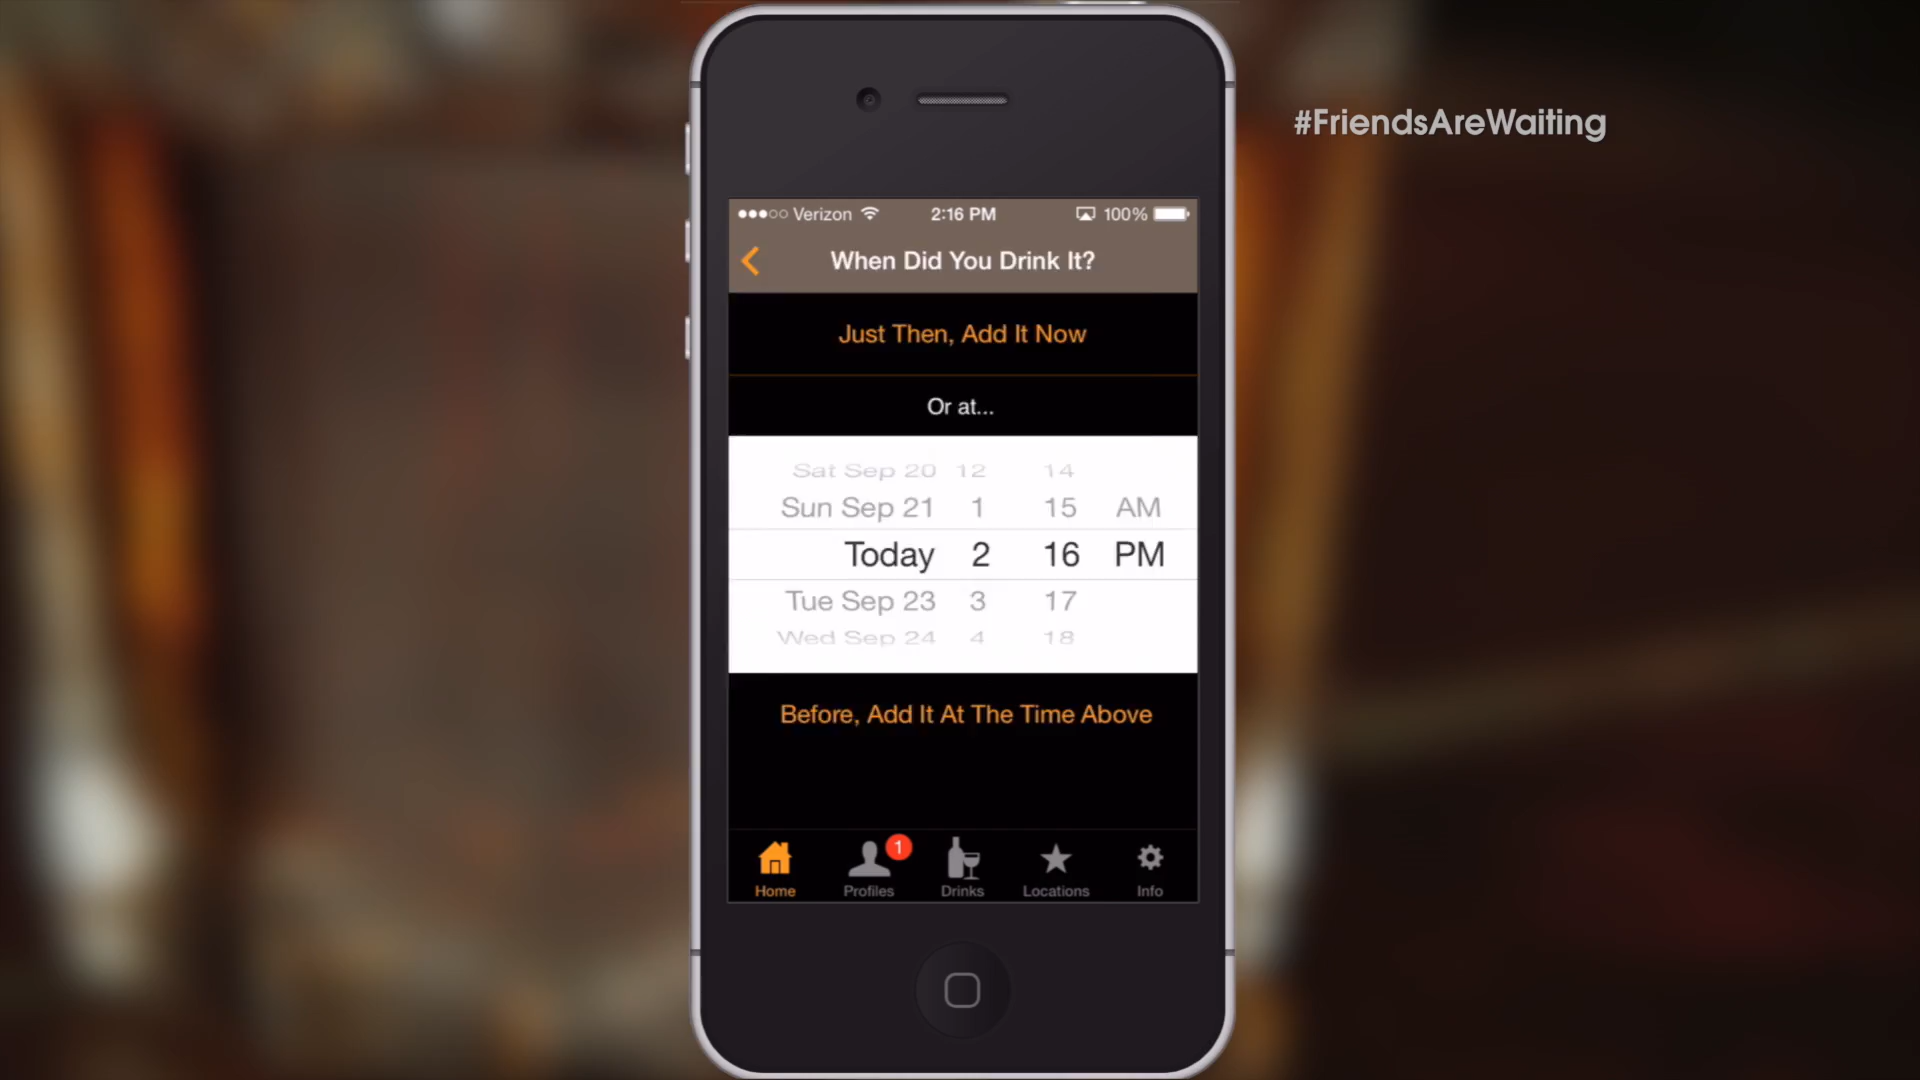 #FriendsAreWaiting
Verizon 2:16 PM 100%
When Did You Drink It?
Just Then, Add It Now
Or at...
Sat Sep 20 12 14
Sun Sep 21 1 15 AM
Today 2 16 PM
Tue Sep 23 3 17
Wed Sep 24 4 18
Before, Add It At The Time Above
1
Home Profiles Drinks Locations Info